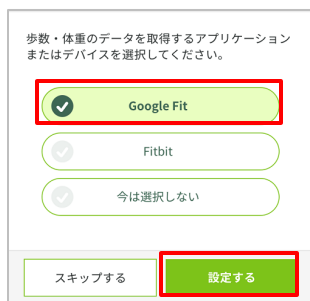 歩数・体重のデータを取得するアプリケーション
またはデバイスを選択してください。
Google Fit
Fitbit
今は選択しない
スキップする
設定する